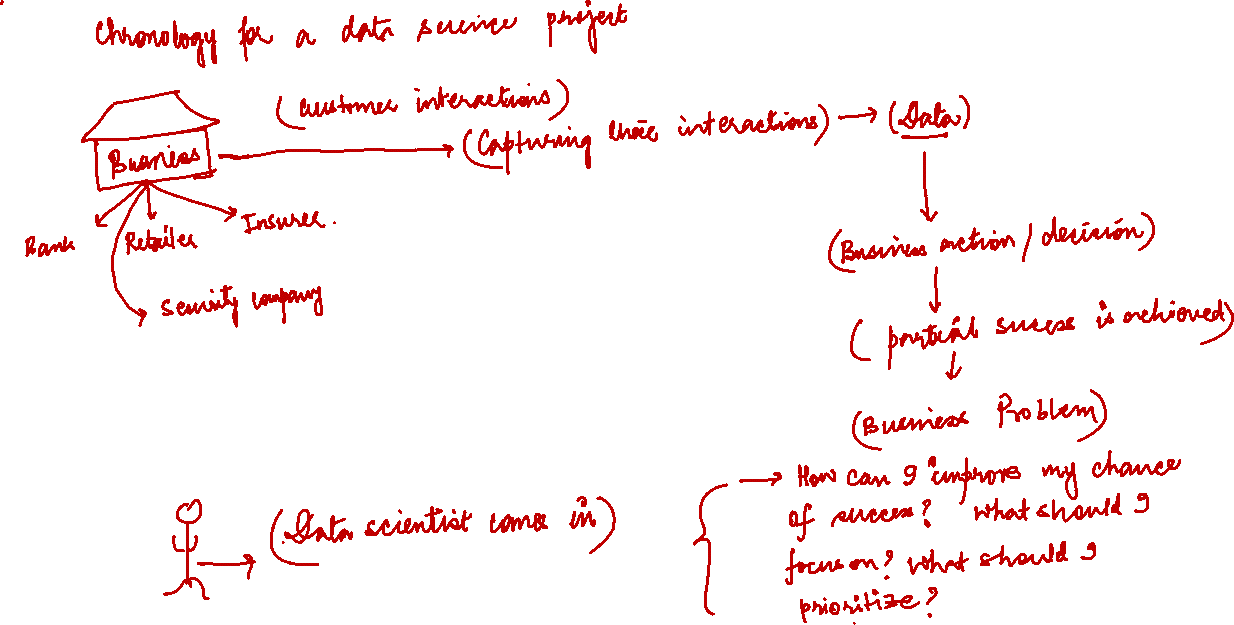 Chronology for a data science project
(customer interactions)
Business
(Capturing these interactions)
(Data)
Bank
Retailer
Insurer.
Security company
(Business action / decision)
(partial success is achieved)
(Business Problem)
How can I improve my chance
of success? what should I
focus on? what should I
prioritize?
(Data scientist comes in)